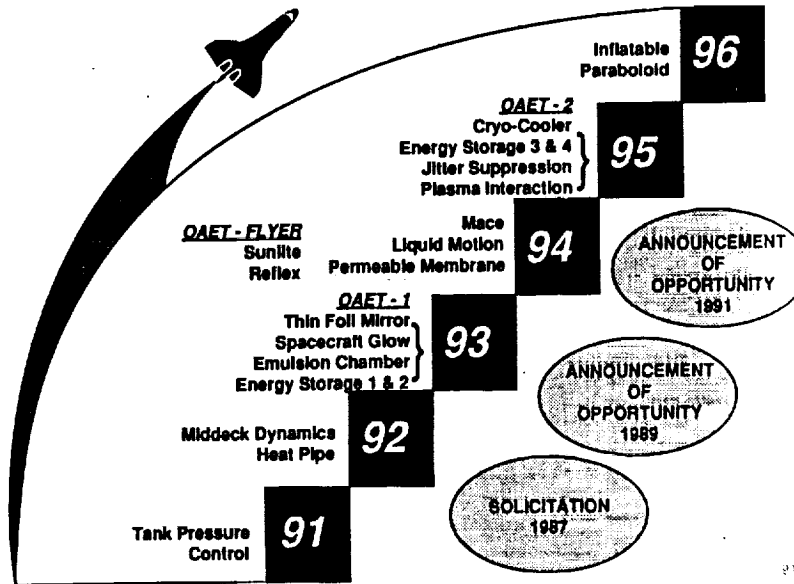 Inflatable
Paraboloid
96
OAET - 2
Cryo-Cooler
Energy Storage 3 & 4
Jitter Suppression
Plasma Interaction
95
Mace
Liquid Motion
Permeable Membrane
94
ANNOUNCEMENT
OF
OPPORTUNITY
1991
OAET - FLYER
Sunlite
Reflex
OAET - 1
Thin Foil Mirror
Spacecraft Glow
Emulsion Chamber
Energy Storage 1 & 2
93
ANNOUNCEMENT
OF
OPPORTUNITY
1989
Middeck Dynamics
Heat Pipe
92
SOLICITATION
1987
Tank Pressure
Control
91